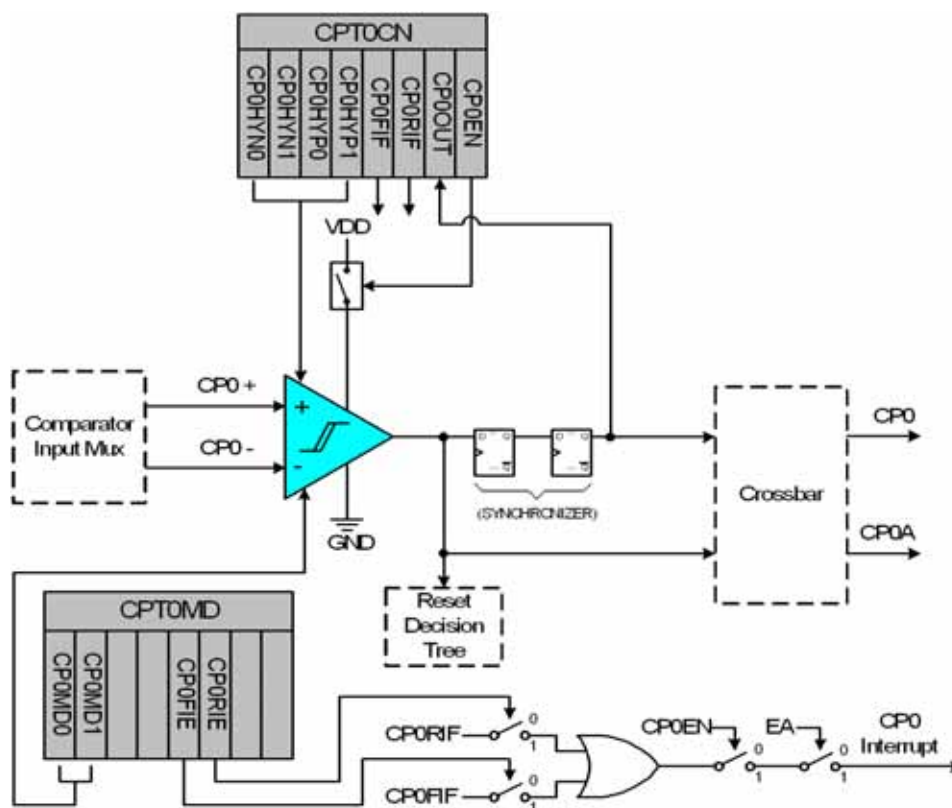 CPT0CN
CP0HYN0
CP0HYN1
CP0HYP0
CP0HYP1
CP0FIF
CP0RIF
CP0OUT
CP0EN
VDD
CP0 +
CP0 -
Comparator
Input Mux
+
-
GND
(SYNCHRONIZER)
Crossbar
CP0
CP0A
Reset
Decision
Tree
CPT0MD
CP0MD0
CP0MD1
CP0FIE
CP0RIE
CP0RIF
0
1
CP0FIF
0
1
CP0EN
0
1
EA
0
1
CP0
Interrupt